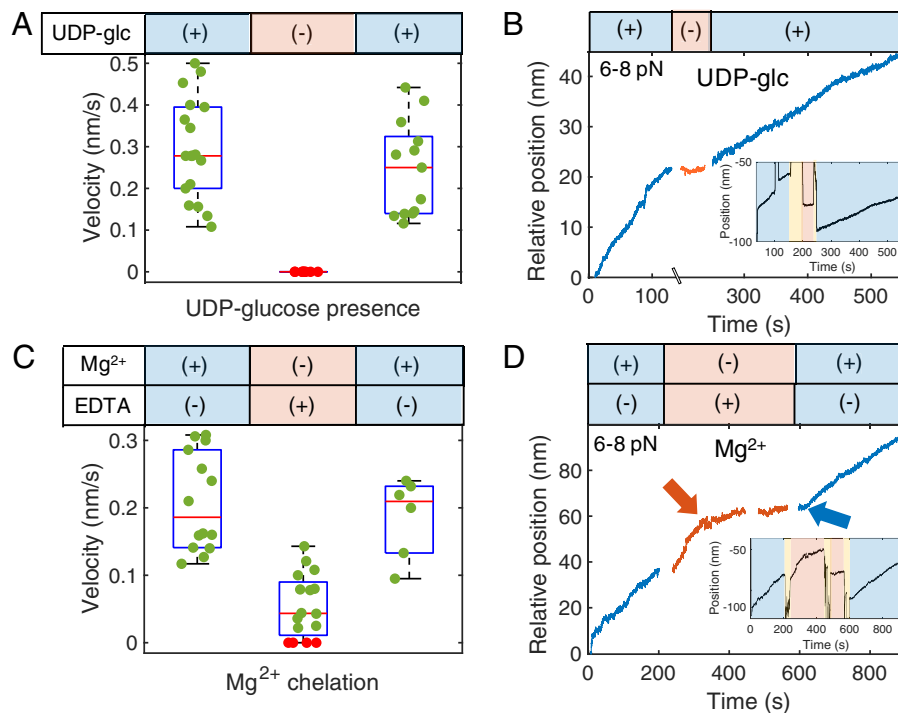 A
UDP-glc (+) (-) (+)
Velocity (nm/s)
0.5
0.4
0.3
0.2
0.1
0
UDP-glucose presence
B
(+) (-) (+)
6-8 pN UDP-glc
Relative position (nm)
40
30
20
10
0
0 100 300 400 500
Time (s)
Position (nm)
-50
-100
100 200 300 400 500
Time (s)
C
Mg²⁺ (+) (-) (+)
EDTA (-) (+) (-)
Velocity (nm/s)
0.3
0.2
0.1
0
Mg²⁺ chelation
D
(+) (-) (+)
(-) (+) (-)
6-8 pN Mg²⁺
Relative position (nm)
80
60
40
20
0
0 200 400 600 800
Time (s)
Position (nm)
-50
-100
0 200 400 600 800
Time (s)